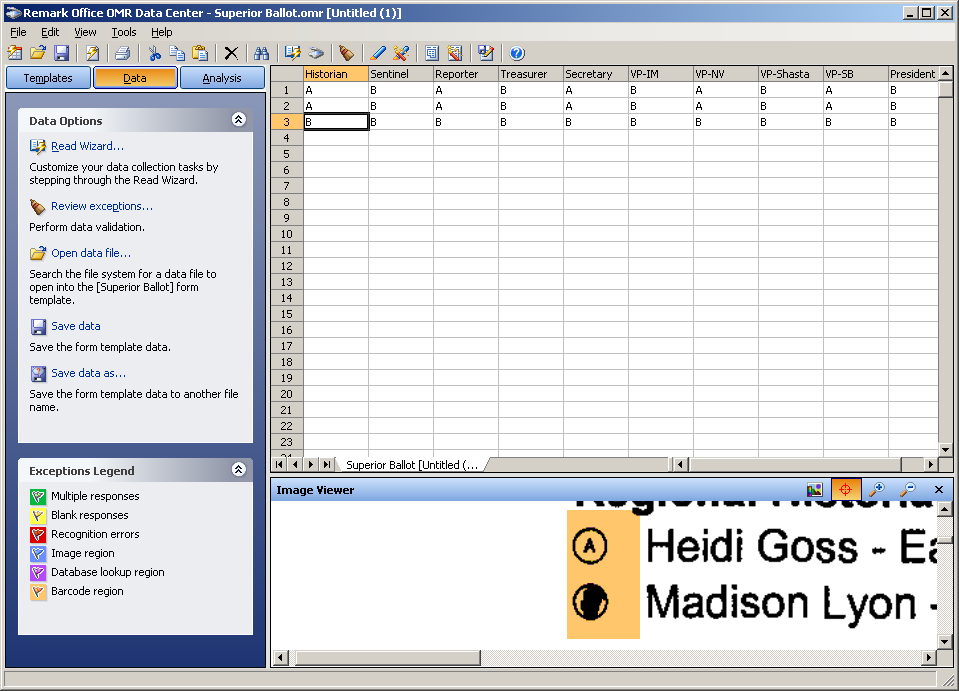 Remark Office OMR Data Center - Superior Ballot.omr [Untitled (1)]
File Edit View Tools Help
Templates Data Analysis
Data Options
Read Wizard...
Customize your data collection tasks by
stepping through the Read Wizard.
Review exceptions...
Perform data validation.
Open data file...
Search the file system for a data file to
open into the [Superior Ballot] form
template.
Save data
Save the form template data.
Save data as...
Save the form template data to another file
name.
Exceptions Legend
Multiple responses
Blank responses
Recognition errors
Image region
Database lookup region
Barcode region
Historian Sentinel Reporter Treasurer Secretary VP-IM VP-NV VP-Shasta VP-SB President
1 A B A B A B A B A B
2 A B A B A B A B A B
3 B B B B B B B B B B
4
5
6
7
8
9
10
11
12
13
14
15
16
17
18
19
20
21
22
23
24
Superior Ballot [Untitled (...
Image Viewer
Regional Historia
A Heidi Goss - Ea
Madison Lyon -